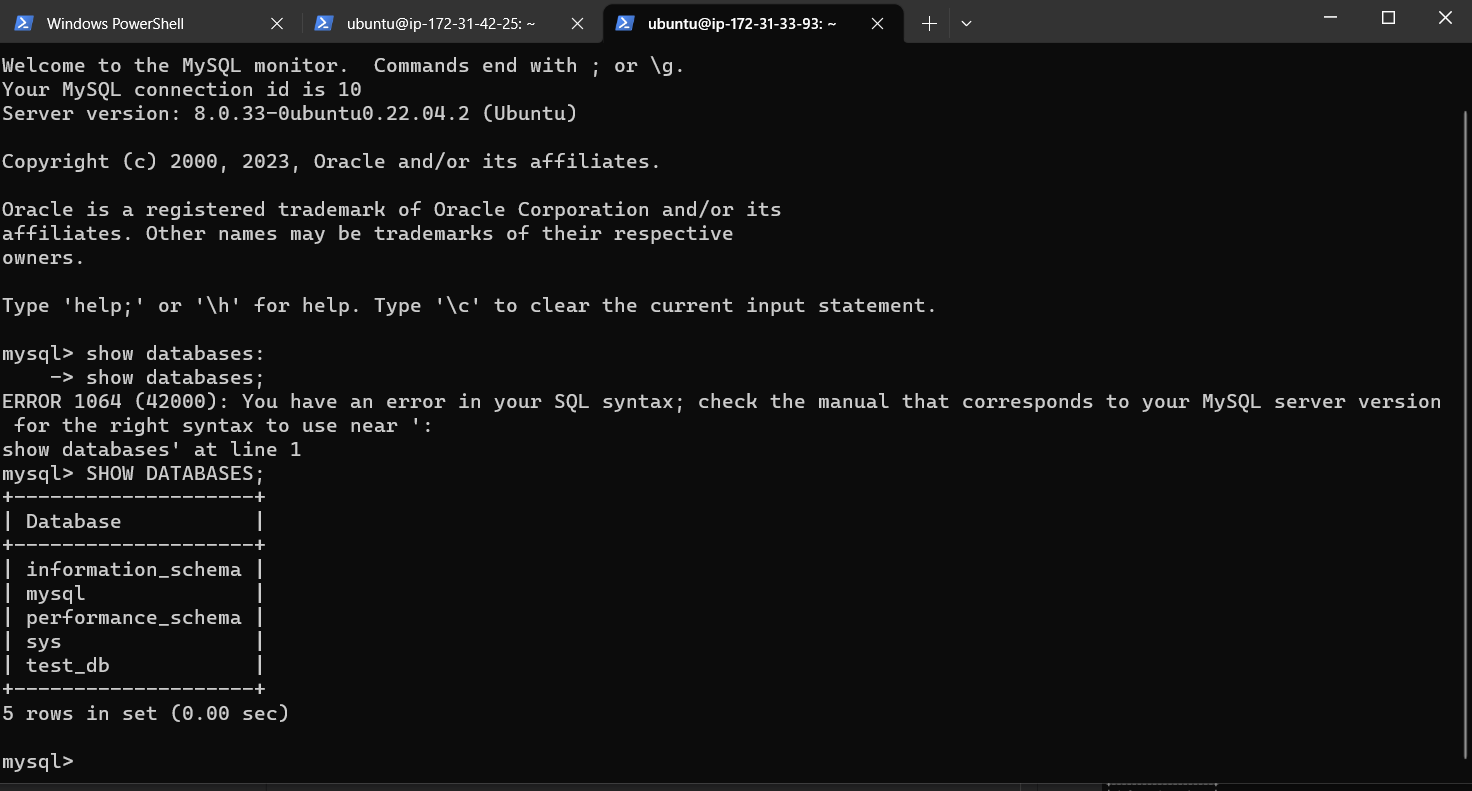 Windows PowerShell
ubuntu@ip-172-31-42-25: ~
ubuntu@ip-172-31-33-93: ~
Welcome to the MySQL monitor.  Commands end with ; or \g.
Your MySQL connection id is 10
Server version: 8.0.33-0ubuntu0.22.04.2 (Ubuntu)
Copyright (c) 2000, 2023, Oracle and/or its affiliates.
Oracle is a registered trademark of Oracle Corporation and/or its
affiliates. Other names may be trademarks of their respective
owners.
Type 'help;' or '\h' for help. Type '\c' to clear the current input statement.
mysql> show databases:
    -> show databases;
ERROR 1064 (42000): You have an error in your SQL syntax; check the manual that corresponds to your MySQL server version
 for the right syntax to use near ':
show databases' at line 1
mysql> SHOW DATABASES;
+--------------------+
| Database           |
+--------------------+
| information_schema |
| mysql              |
| performance_schema |
| sys                |
| test_db            |
+--------------------+
5 rows in set (0.00 sec)
mysql>